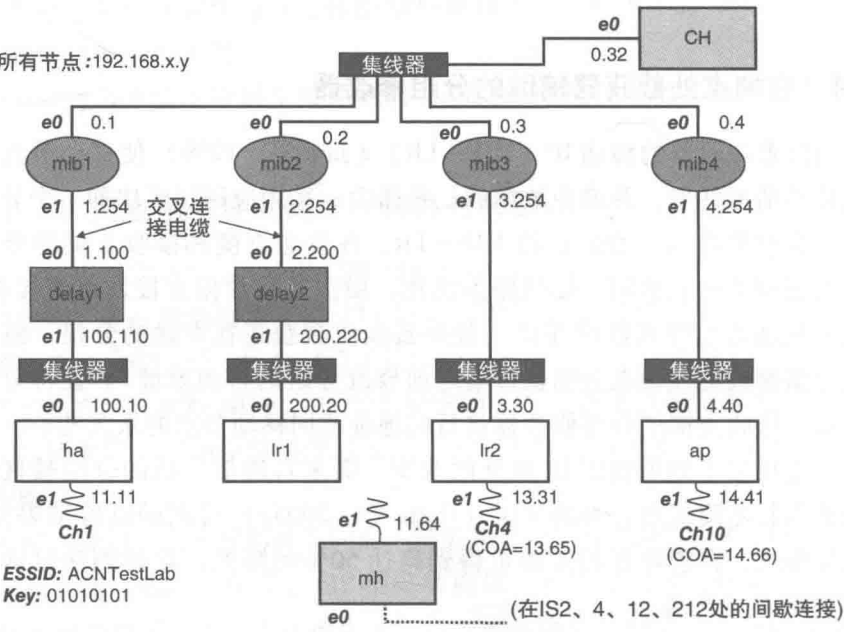 e0
CH
0.32
所有节点:192.168.x.y
集线器
e0 0.1
e0 0.2
e0 0.3
e0 0.4
mib1
mib2
mib3
mib4
e1 1.254
交叉连
接电缆
e1 2.254
e1 3.254
e1 4.254
e0 1.100
e0 2.200
delay1
delay2
e1 100.110
e1 200.220
集线器
集线器
集线器
集线器
e0 100.10
e0 200.20
e0 3.30
e0 4.40
ha
lr1
lr2
ap
e1 11.11
Ch1
e1 11.64
e1 13.31
Ch4
(COA=13.65)
e1 14.41
Ch10
(COA=14.66)
ESSID: ACNTestLab
Key: 01010101
mh
e0
(在IS2、4、12、212处的间歇连接)